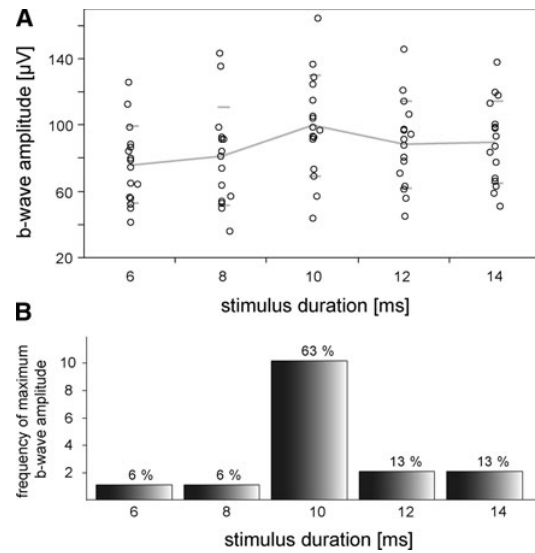 A
b-wave amplitude [µV]
140
100
60
20
6 8 10 12 14
stimulus duration [ms]
B
frequency of maximum
b-wave amplitude
10
8
6
4
2
6 %
6 %
63 %
13 %
13 %
6 8 10 12 14
stimulus duration [ms]